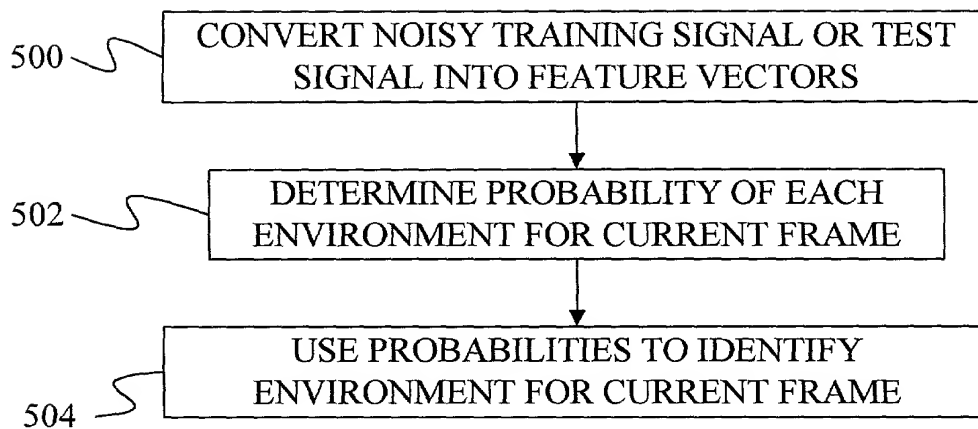 500
CONVERT NOISY TRAINING SIGNAL OR TEST
SIGNAL INTO FEATURE VECTORS
502
DETERMINE PROBABILITY OF EACH
ENVIRONMENT FOR CURRENT FRAME
504
USE PROBABILITIES TO IDENTIFY
ENVIRONMENT FOR CURRENT FRAME